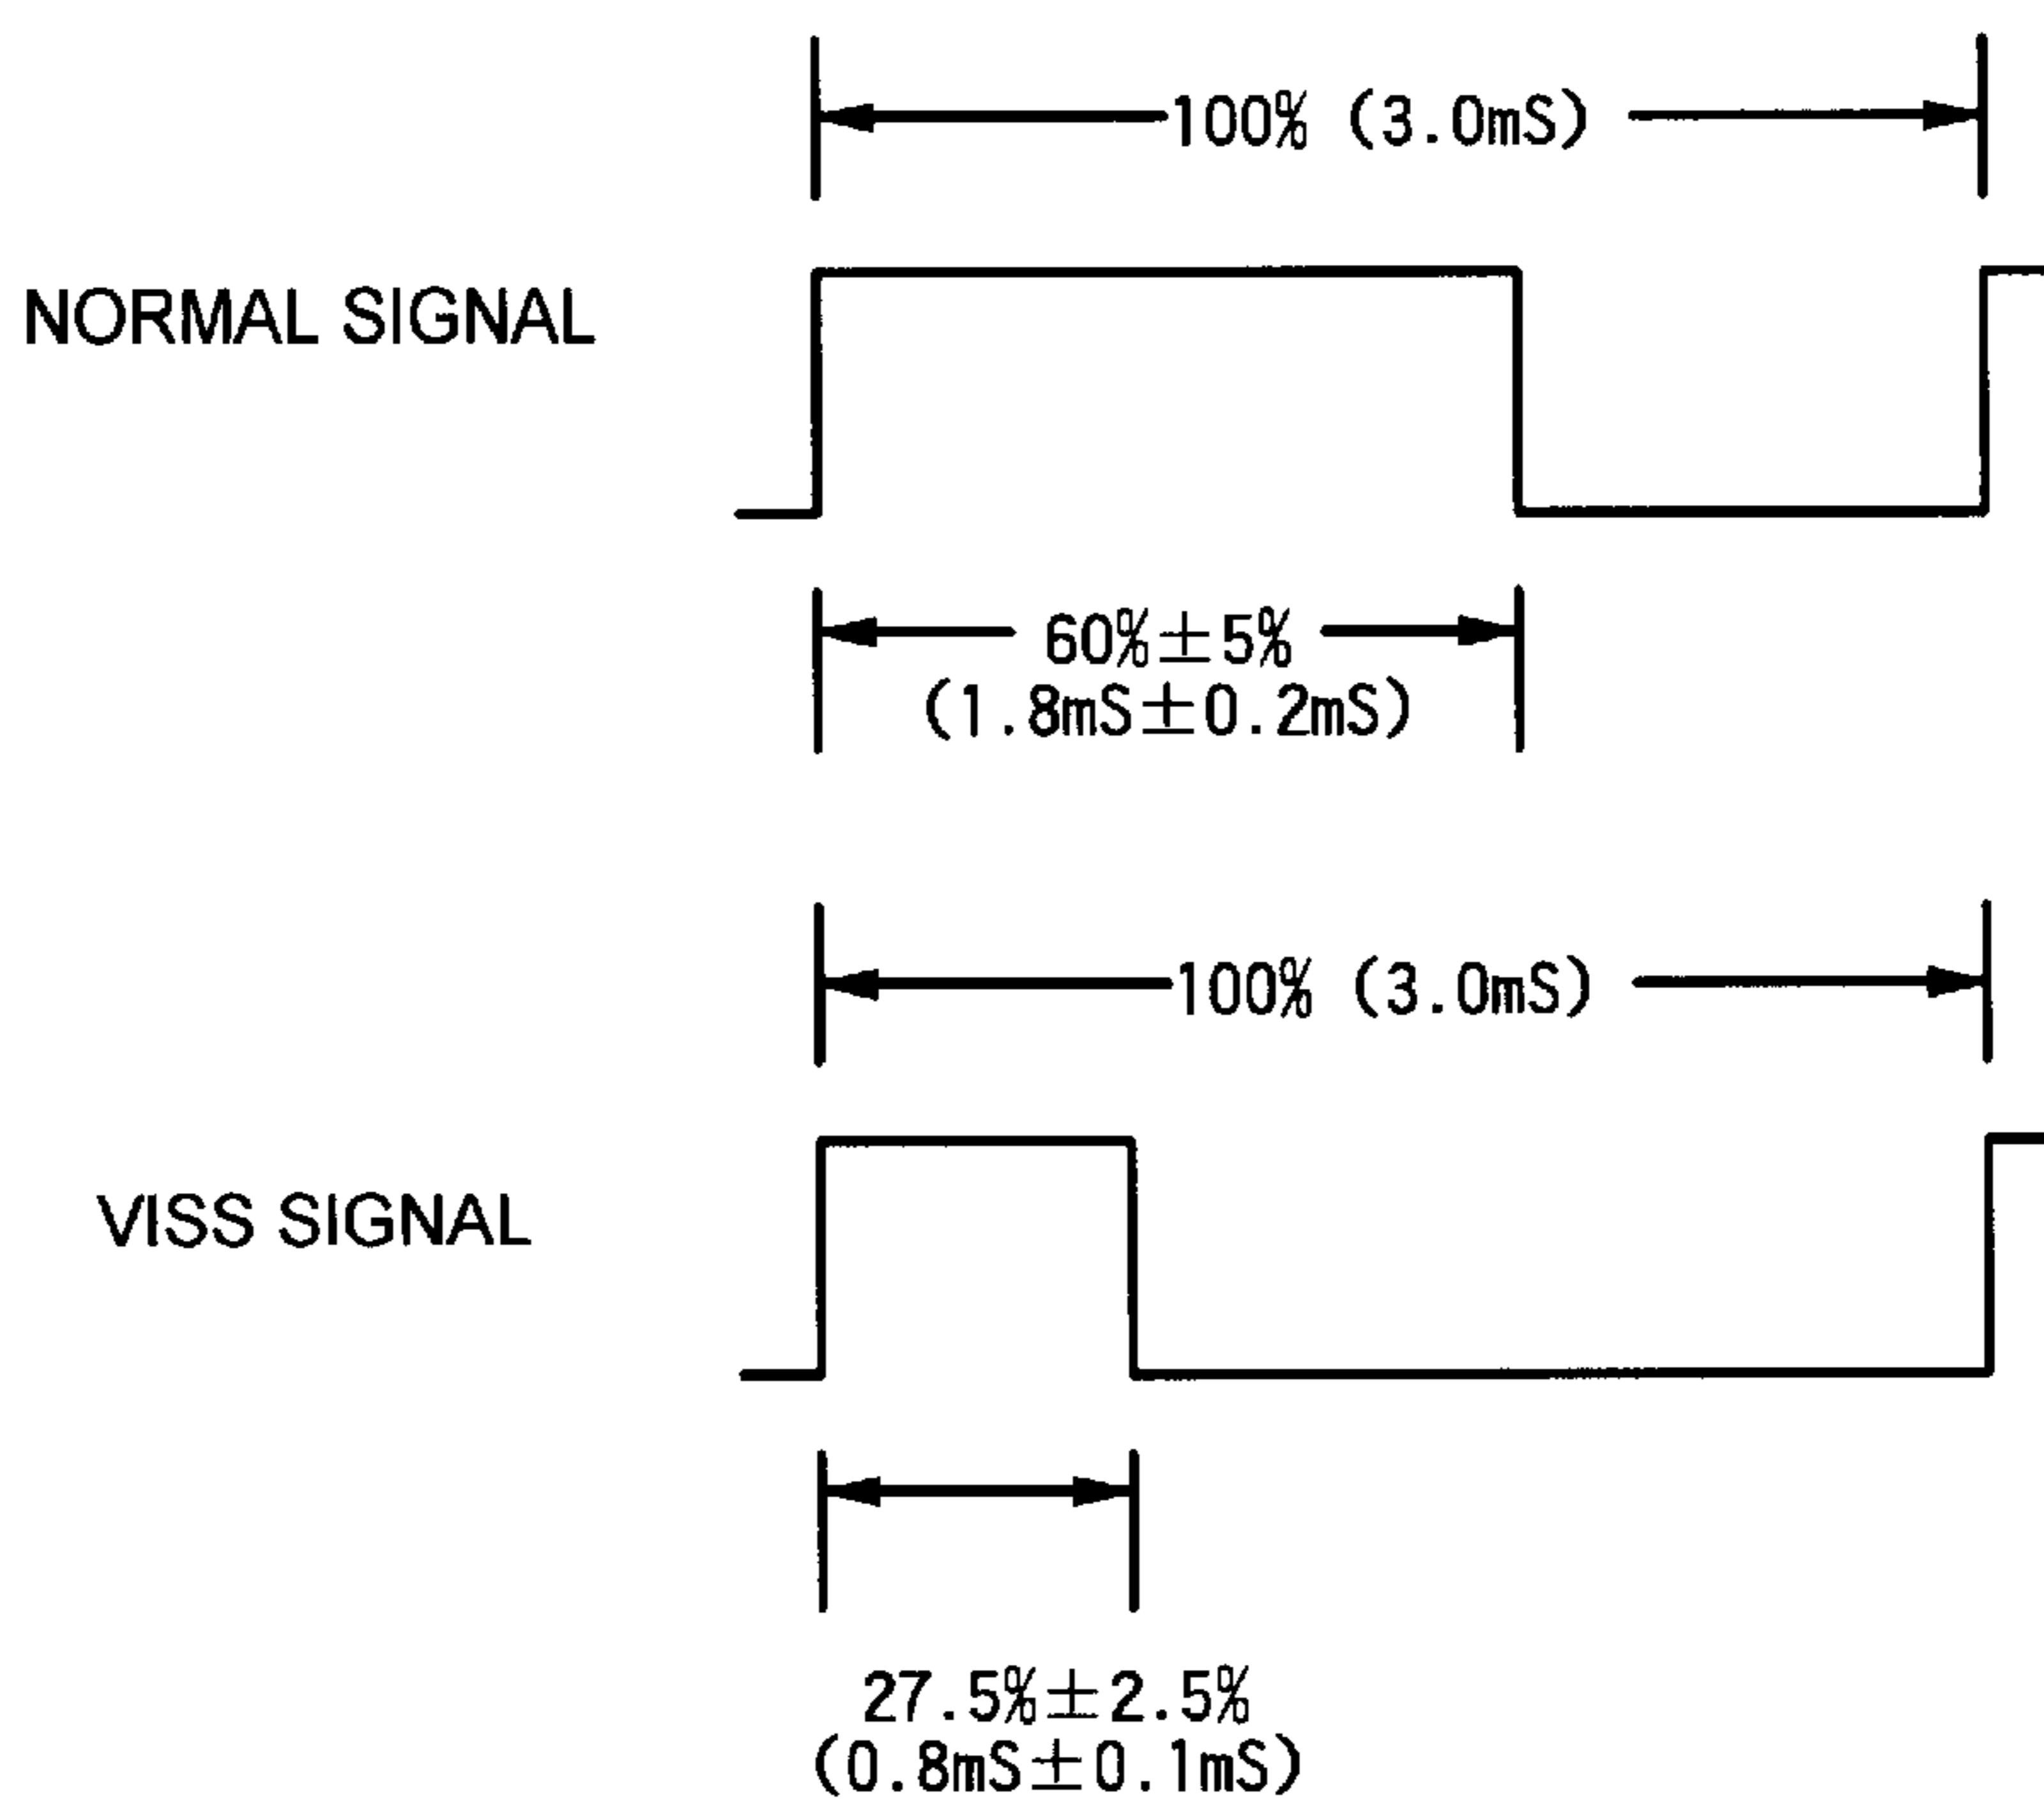 100% (3.0mS)
NORMAL SIGNAL
60%±5%
(1.8mS±0.2mS)
100% (3.0mS)
VISS SIGNAL
27.5%±2.5%
(0.8mS±0.1mS)